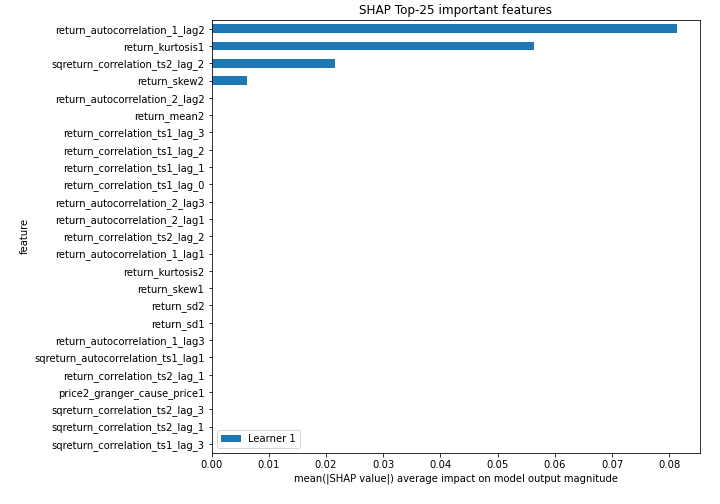 SHAP Top-25 important features
return_autocorrelation_1_lag2
return_kurtosis1
sqreturn_correlation_ts2_lag_2
return_skew2
return_autocorrelation_2_lag2
return_mean2
return_correlation_ts1_lag_3
return_correlation_ts1_lag_2
return_correlation_ts1_lag_1
return_correlation_ts1_lag_0
return_autocorrelation_2_lag3
return_autocorrelation_2_lag1
return_correlation_ts2_lag_2
return_autocorrelation_1_lag1
return_kurtosis2
return_skew1
return_sd2
return_sd1
return_autocorrelation_1_lag3
sqreturn_autocorrelation_ts1_lag1
return_correlation_ts2_lag_1
price2_granger_cause_price1
sqreturn_correlation_ts2_lag_3
sqreturn_correlation_ts2_lag_1
sqreturn_correlation_ts1_lag_3
feature
Learner 1
0.00 0.01 0.02 0.03 0.04 0.05 0.06 0.07 0.08
mean(|SHAP value|) average impact on model output magnitude